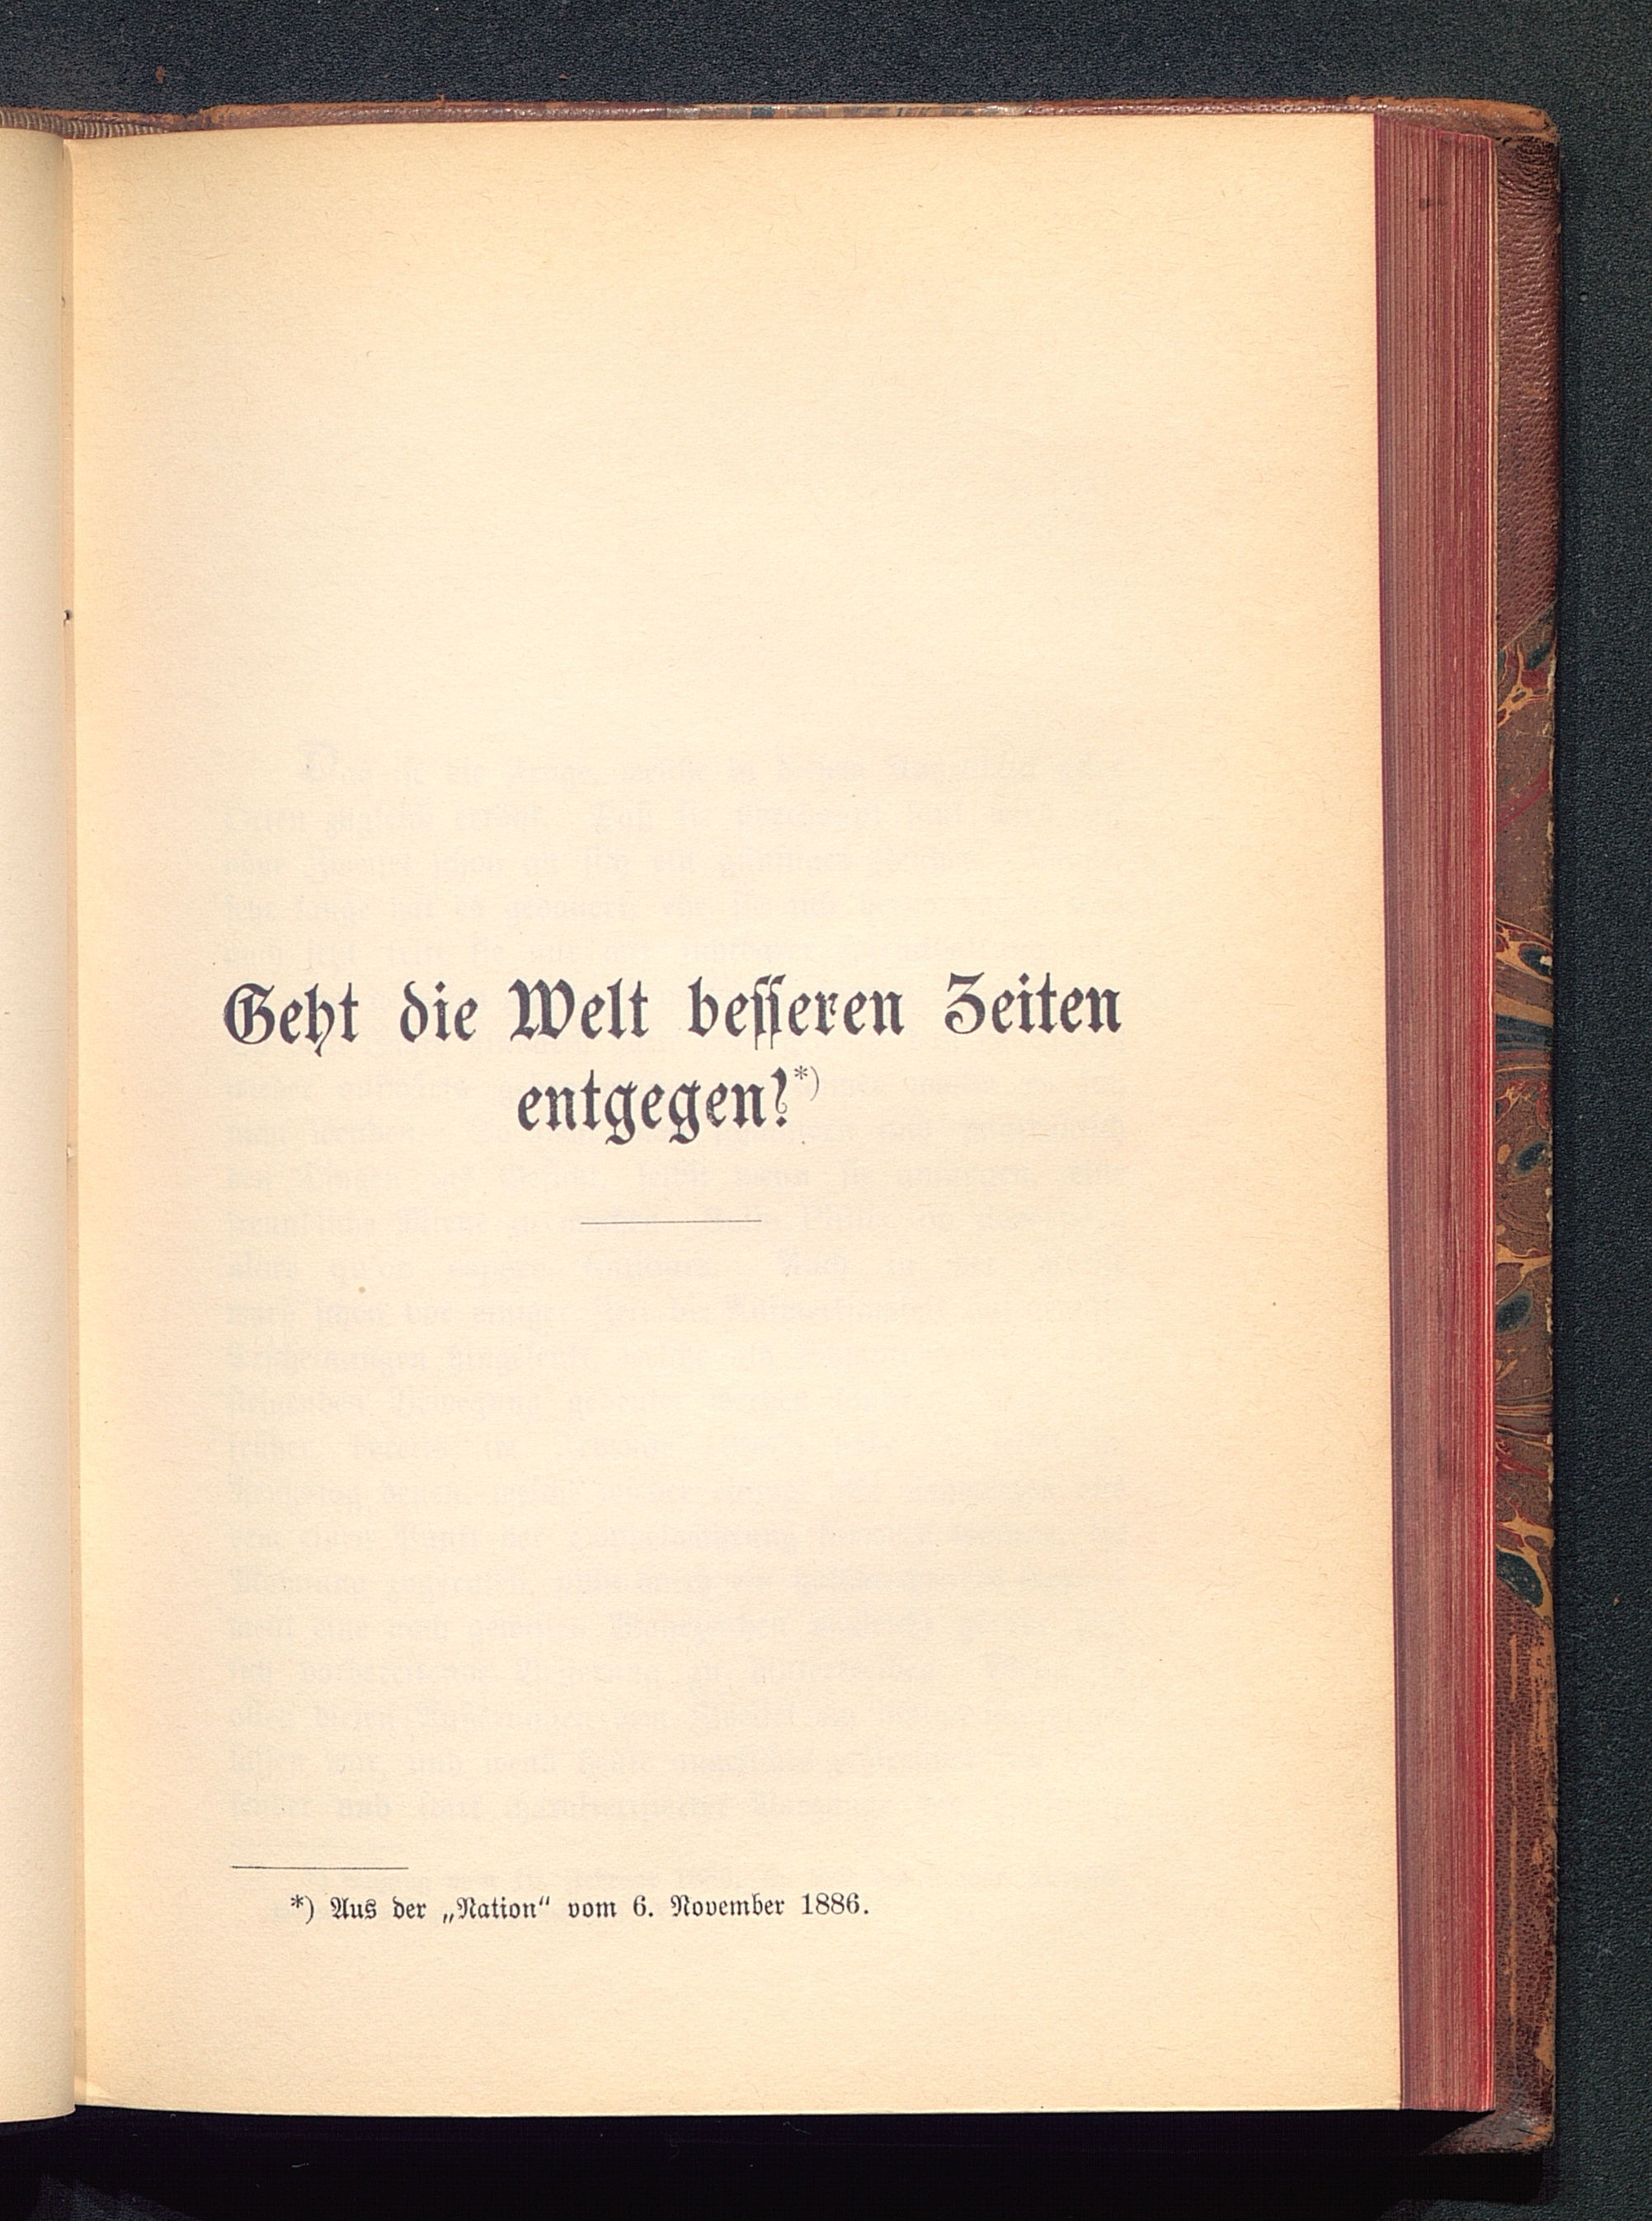 Geht die Welt besseren Zeiten
entgegen?*)
*) Aus der „Nation“ vom 6. November 1886.